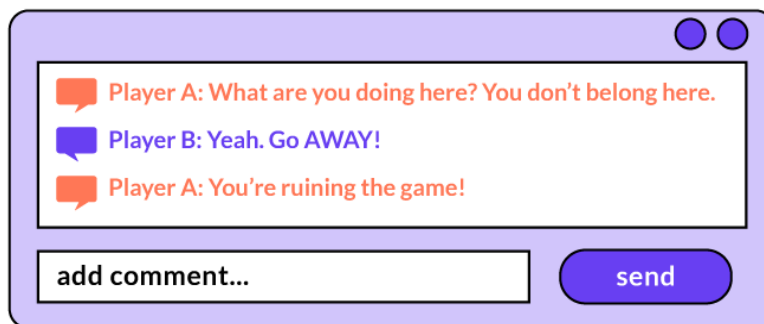 Player A: What are you doing here? You don’t belong here.
Player B: Yeah. Go AWAY!
Player A: You’re ruining the game!
add comment...
send